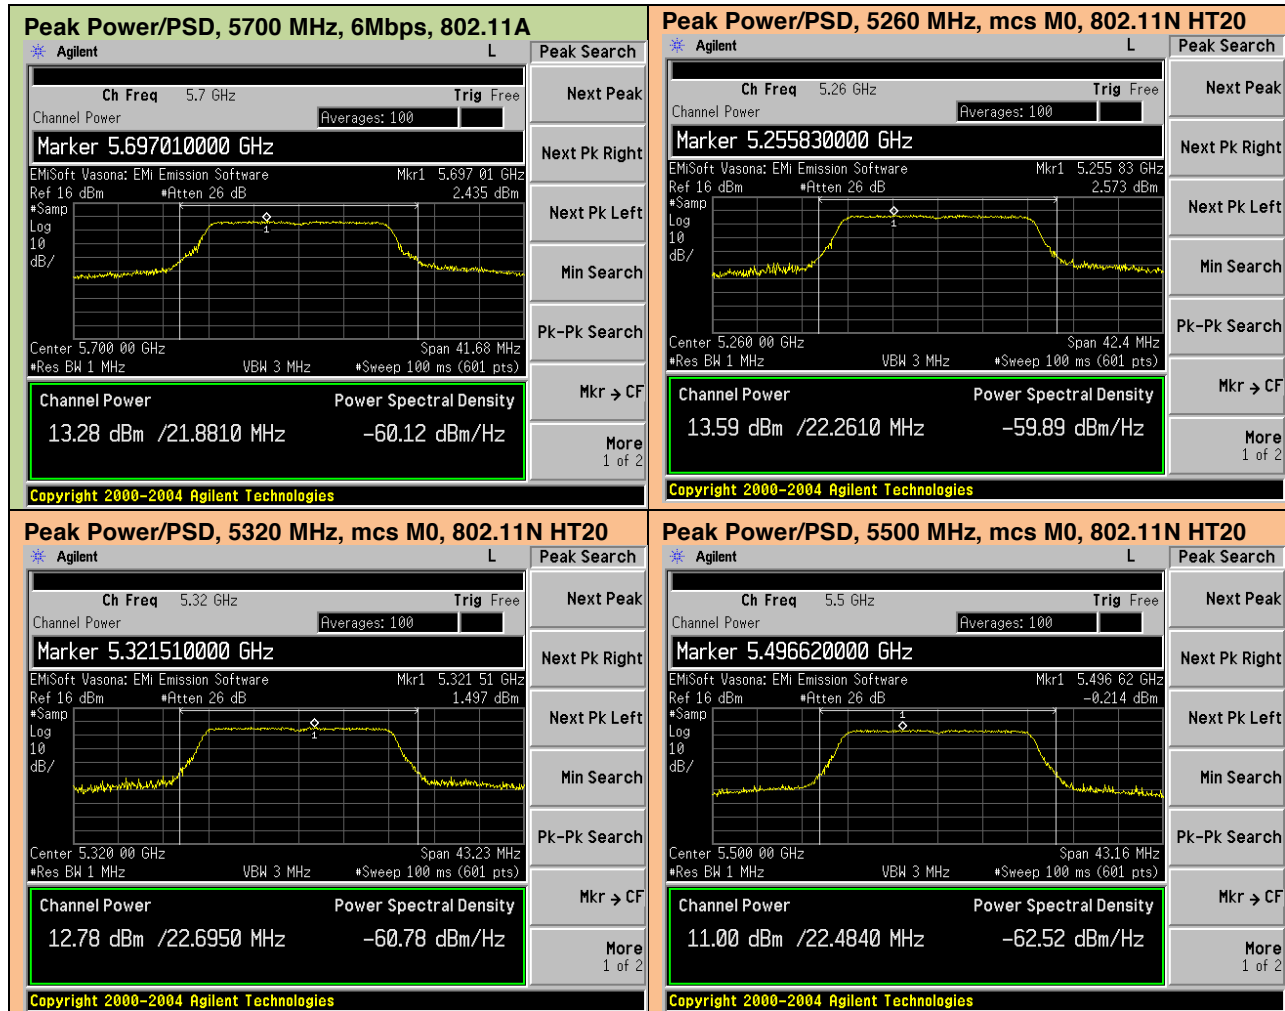 Peak Power/PSD, 5700 MHz, 6Mbps, 802.11A
Agilent L Peak Search
Ch Freq 5.7 GHz Trig Free
Channel Power Averages: 100
Marker 5.697010000 GHz
EMiSoft Vasona: EMi Emission Software Mkr1 5.697 01 GHz
Ref 16 dBm #Atten 26 dB 2.435 dBm
#Samp
Log
10
dB/
1
Center 5.700 00 GHz Span 41.68 MHz
#Res BW 1 MHz VBW 3 MHz #Sweep 100 ms (601 pts)
Channel Power Power Spectral Density
13.28 dBm /21.8810 MHz -60.12 dBm/Hz
Copyright 2000-2004 Agilent Technologies
Next Peak
Next Pk Right
Next Pk Left
Min Search
Pk-Pk Search
Mkr → CF
More
1 of 2
Peak Power/PSD, 5260 MHz, mcs M0, 802.11N HT20
Agilent L Peak Search
Ch Freq 5.26 GHz Trig Free
Channel Power Averages: 100
Marker 5.255830000 GHz
EMiSoft Vasona: EMi Emission Software Mkr1 5.255 83 GHz
Ref 16 dBm #Atten 26 dB 2.573 dBm
#Samp
Log
10
dB/
1
Center 5.260 00 GHz Span 42.4 MHz
#Res BW 1 MHz VBW 3 MHz #Sweep 100 ms (601 pts)
Channel Power Power Spectral Density
13.59 dBm /22.2610 MHz -59.89 dBm/Hz
Copyright 2000-2004 Agilent Technologies
Next Peak
Next Pk Right
Next Pk Left
Min Search
Pk-Pk Search
Mkr → CF
More
1 of 2
Peak Power/PSD, 5320 MHz, mcs M0, 802.11N HT20
Agilent L Peak Search
Ch Freq 5.32 GHz Trig Free
Channel Power Averages: 100
Marker 5.321510000 GHz
EMiSoft Vasona: EMi Emission Software Mkr1 5.321 51 GHz
Ref 16 dBm #Atten 26 dB 1.497 dBm
#Samp
Log
10
dB/
1
Center 5.320 00 GHz Span 43.23 MHz
#Res BW 1 MHz VBW 3 MHz #Sweep 100 ms (601 pts)
Channel Power Power Spectral Density
12.78 dBm /22.6950 MHz -60.78 dBm/Hz
Copyright 2000-2004 Agilent Technologies
Next Peak
Next Pk Right
Next Pk Left
Min Search
Pk-Pk Search
Mkr → CF
More
1 of 2
Peak Power/PSD, 5500 MHz, mcs M0, 802.11N HT20
Agilent L Peak Search
Ch Freq 5.5 GHz Trig Free
Channel Power Averages: 100
Marker 5.496620000 GHz
EMiSoft Vasona: EMi Emission Software Mkr1 5.496 62 GHz
Ref 16 dBm #Atten 26 dB -0.214 dBm
#Samp
Log
10
dB/
1
Center 5.500 00 GHz Span 43.16 MHz
#Res BW 1 MHz VBW 3 MHz #Sweep 100 ms (601 pts)
Channel Power Power Spectral Density
11.00 dBm /22.4840 MHz -62.52 dBm/Hz
Copyright 2000-2004 Agilent Technologies
Next Peak
Next Pk Right
Next Pk Left
Min Search
Pk-Pk Search
Mkr → CF
More
1 of 2